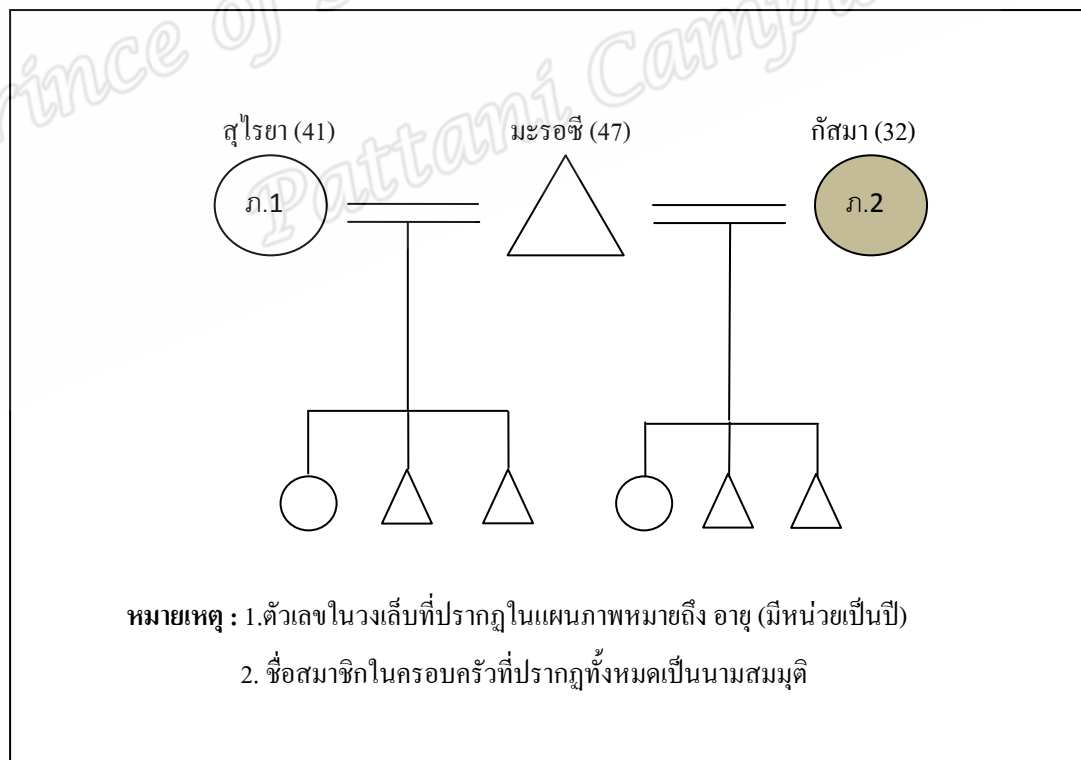 Prince of S
Pattani Campu
สุไรยา (41) มะรอซี (47) กัสมา (32)
ภ.1 ภ.2
หมายเหตุ : 1.ตัวเลขในวงเล็บที่ปรากฏในแผนภาพหมายถึง อายุ (มีหน่วยเป็นปี)
2. ชื่อสมาชิกในครอบครัวที่ปรากฏทั้งหมดเป็นนามสมมุติ